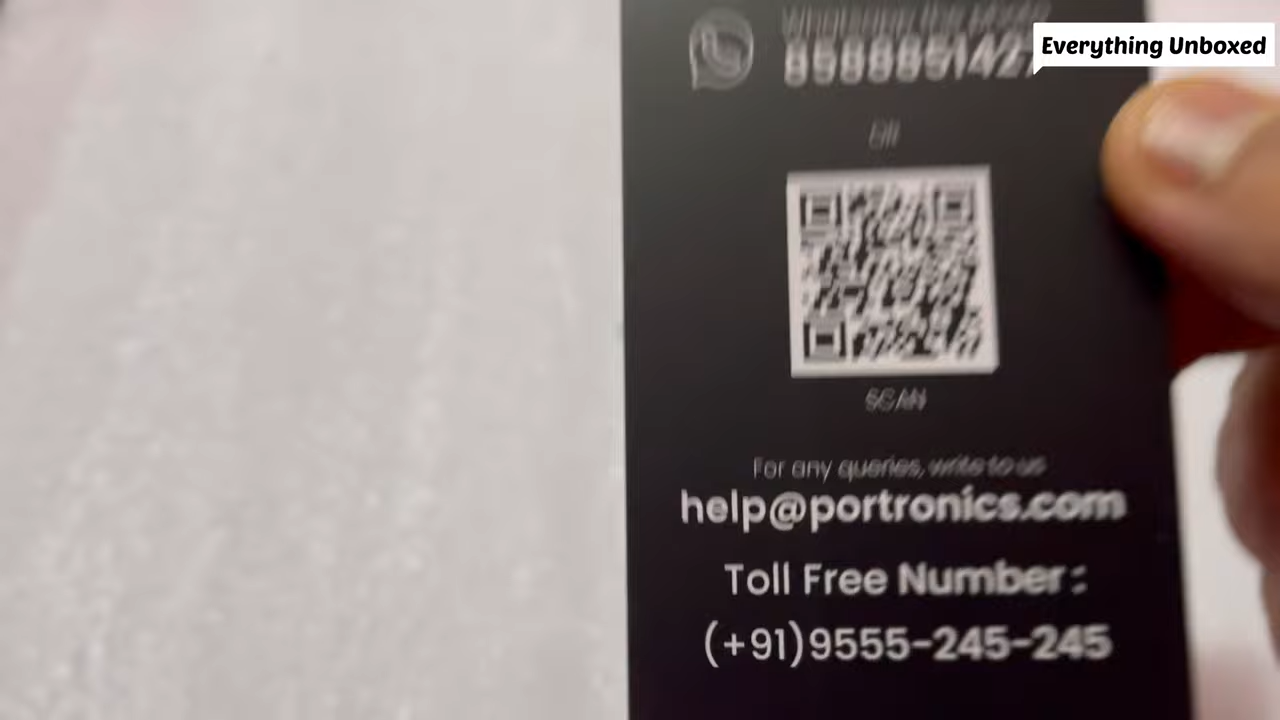 Everything Unboxed
SCAN
For any queries, write to us
help@portronics.com
Toll Free Number :
(+91)9555-245-245